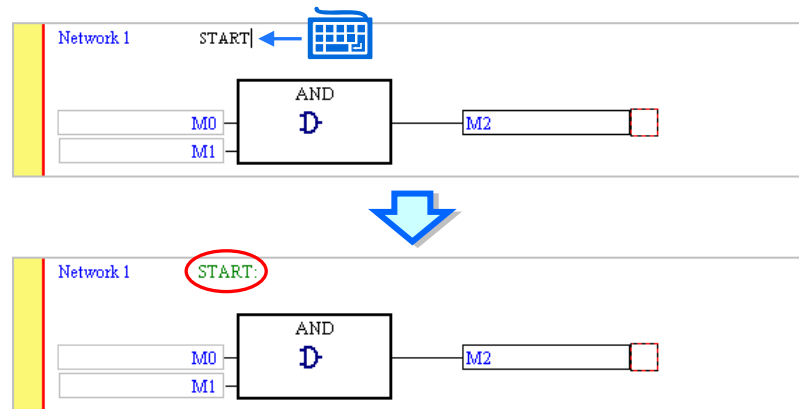 Network 1 START
AND
M0 M2
M1
Network 1 START:
AND
M0 M2
M1